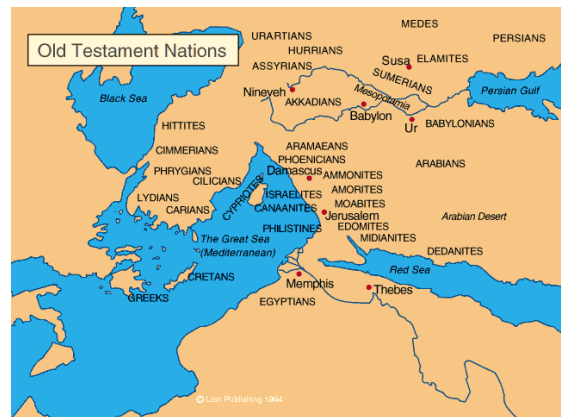 Old Testament Nations
MEDES
PERSIANS
URARTIANS
HURRIANS
ASSYRIANS
Susa
ELAMITES
SUMERIANS
Nineveh
Mesopotamia
AKKADIANS
Babylon
Persian Gulf
Ur
BABYLONIANS
Black Sea
HITTITES
CIMMERIANS
PHRYGIANS
CILICIANS
LYDIANS
CARIANS
CYPRIOTES
ARAMAEANS
PHOENICIANS
Damascus
AMMONITES
ARABIANS
ISRAELITES
AMORITES
CANAANITES
MOABITES
Jerusalem
Arabian Desert
PHILISTINES
EDOMITES
MIDIANITES
DEDANITES
The Great Sea
(Mediterranean)
CRETANS
GREEKS
Red Sea
Memphis
Thebes
EGYPTIANS
© Lion Publishing 1994